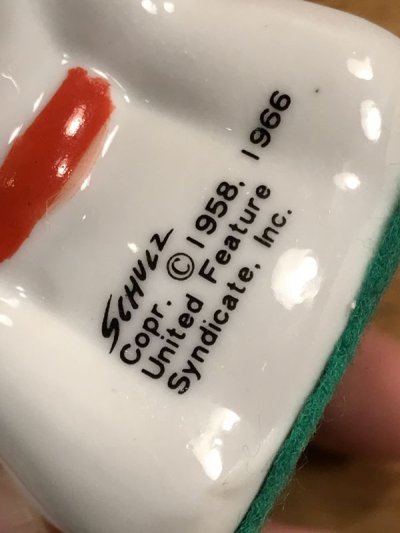 SCHULZ
Copr. © 1958, 1966
United Feature
Syndicate, Inc.